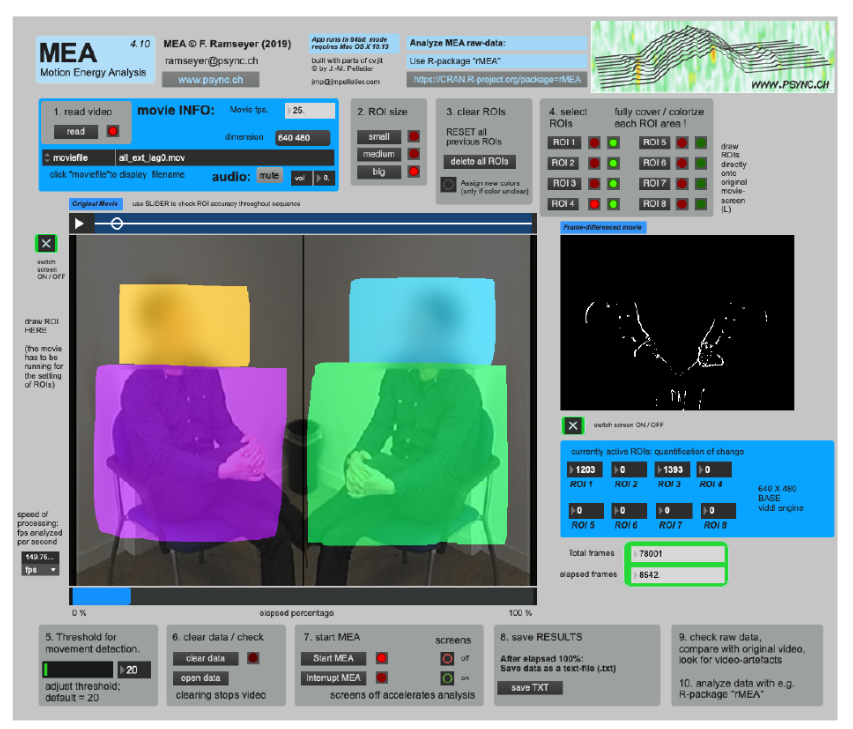 MEA
4.10
Motion Energy Analysis
MEA © F. Ramseyer (2019)
ramseyer@psync.ch
www.psync.ch
App runs in 64bit mode
requires Mac OS X 10.13
built with parts of cv.jit
© by J.-M. Pelletier
jmp@jmpelletier.com
Analyze MEA raw-data:
Use R-package "rMEA"
https://CRAN.R-project.org/package=rMEA
WWW.PSYNC.CH
1. read video
read
movie INFO:
Movie fps.
25.
dimension
640 480
moviefile
all_ext_lag0.mov
click "moviefile"to display filename
audio:
mute
vol
0.
2. ROI size
small
medium
big
3. clear ROIs
RESET all
previous ROIs
delete all ROIs
Assign new colors
(only if color unclear)
4. select
ROIs
fully cover / colorize
each ROI area !
ROI 1
ROI 5
ROI 2
ROI 6
ROI 3
ROI 7
ROI 4
ROI 8
draw
ROIs
directly
onto
original
movie-
screen
(L)
Original Movie
use SLIDER to check ROI accuracy throughout sequence
Frame-differenced movie
switch
screen
ON / OFF
draw ROI
HERE
(the movie
has to be
running for
the setting
of ROIs)
switch screen ON / OFF
currently active ROIs: quantification of change
1203
0
1393
0
ROI 1
ROI 2
ROI 3
ROI 4
0
0
0
0
ROI 5
ROI 6
ROI 7
ROI 8
640 X 480
BASE
viddl engine
speed of
processing:
fps analyzed
per second
149.75...
fps
Total frames
78001
elapsed frames
8542.
0 %
elapsed percentage
100 %
5. Threshold for
movement detection.
20
adjust threshold;
default = 20
6. clear data / check
clear data
open data
clearing stops video
7. start MEA
screens
Start MEA
off
Interrupt MEA
on
screens off accelerates analysis
8. save RESULTS
After elapsed 100%:
Save data as a text-file (.txt)
save TXT
9. check raw data,
compare with original video,
look for video-artefacts
10. analyze data with e.g.
R-package "rMEA"